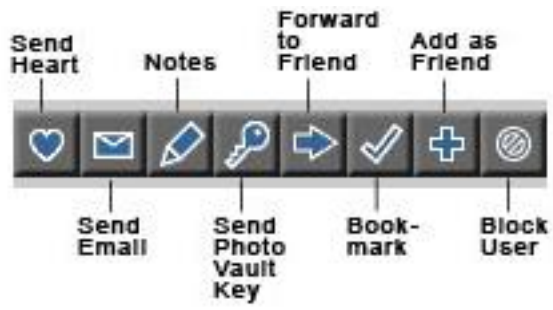 Send
Heart
Notes
Forward
to
Friend
Add as
Friend
Send
Email
Send
Photo
Vault
Key
Book-
mark
Block
User